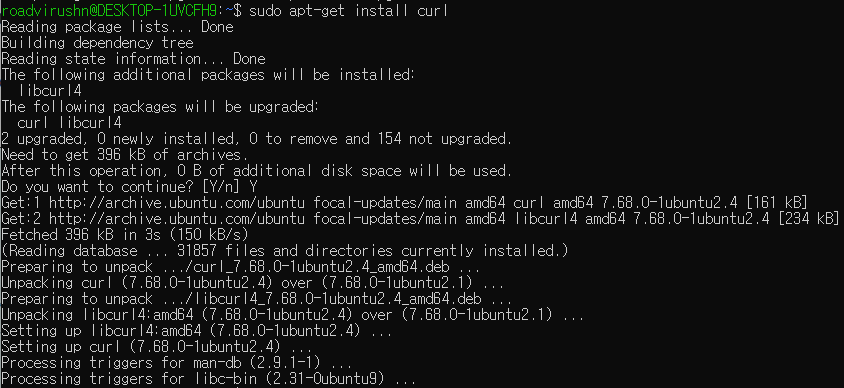 roadvirushn@DESKTOP-1UVCFH9:~$ sudo apt-get install curl
Reading package lists... Done
Building dependency tree
Reading state information... Done
The following additional packages will be installed:
  libcurl4
The following packages will be upgraded:
  curl libcurl4
2 upgraded, 0 newly installed, 0 to remove and 154 not upgraded.
Need to get 396 kB of archives.
After this operation, 0 B of additional disk space will be used.
Do you want to continue? [Y/n] Y
Get:1 http://archive.ubuntu.com/ubuntu focal-updates/main amd64 curl amd64 7.68.0-1ubuntu2.4 [161 kB]
Get:2 http://archive.ubuntu.com/ubuntu focal-updates/main amd64 libcurl4 amd64 7.68.0-1ubuntu2.4 [234 kB]
Fetched 396 kB in 3s (150 kB/s)
(Reading database ... 31857 files and directories currently installed.)
Preparing to unpack .../curl_7.68.0-1ubuntu2.4_amd64.deb ...
Unpacking curl (7.68.0-1ubuntu2.4) over (7.68.0-1ubuntu2.1) ...
Preparing to unpack .../libcurl4_7.68.0-1ubuntu2.4_amd64.deb ...
Unpacking libcurl4:amd64 (7.68.0-1ubuntu2.4) over (7.68.0-1ubuntu2.1) ...
Setting up libcurl4:amd64 (7.68.0-1ubuntu2.4) ...
Setting up curl (7.68.0-1ubuntu2.4) ...
Processing triggers for man-db (2.9.1-1) ...
Processing triggers for libc-bin (2.31-0ubuntu9) ...